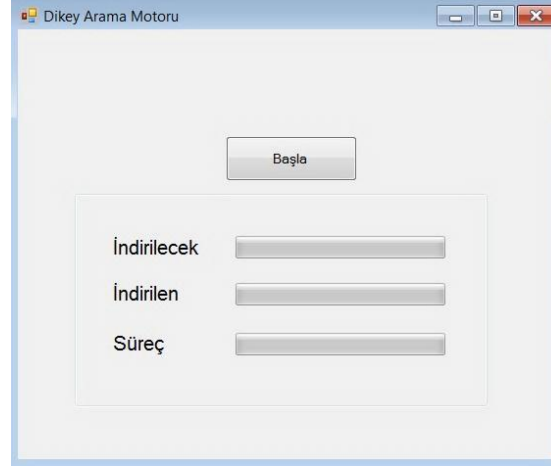 Dikey Arama Motoru
Başla
İndirilecek
İndirilen
Süreç